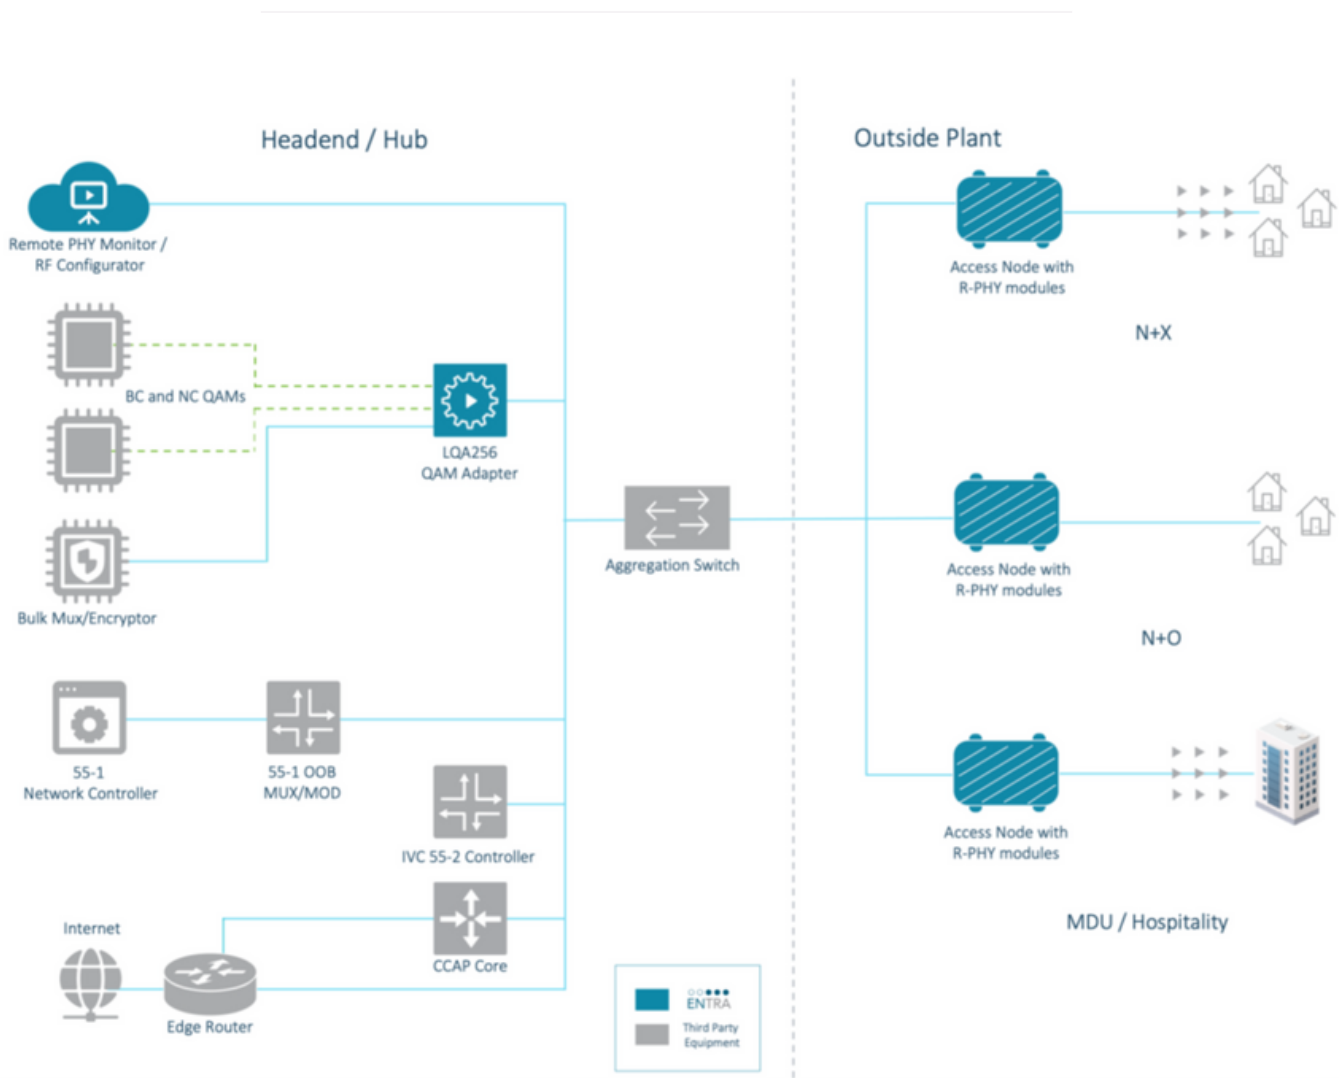 Headend / Hub
Outside Plant
Remote PHY Monitor /
RF Configurator
Access Node with
R-PHY modules
N+X
BC and NC QAMs
LQA256
QAM Adapter
Aggregation Switch
Access Node with
R-PHY modules
Bulk Mux/Encryptor
N+O
55-1
Network Controller
55-1 OOB
MUX/MOD
IVC 55-2 Controller
Access Node with
R-PHY modules
MDU / Hospitality
Internet
CCAP Core
Edge Router
ENTRA
Third Party
Equipment